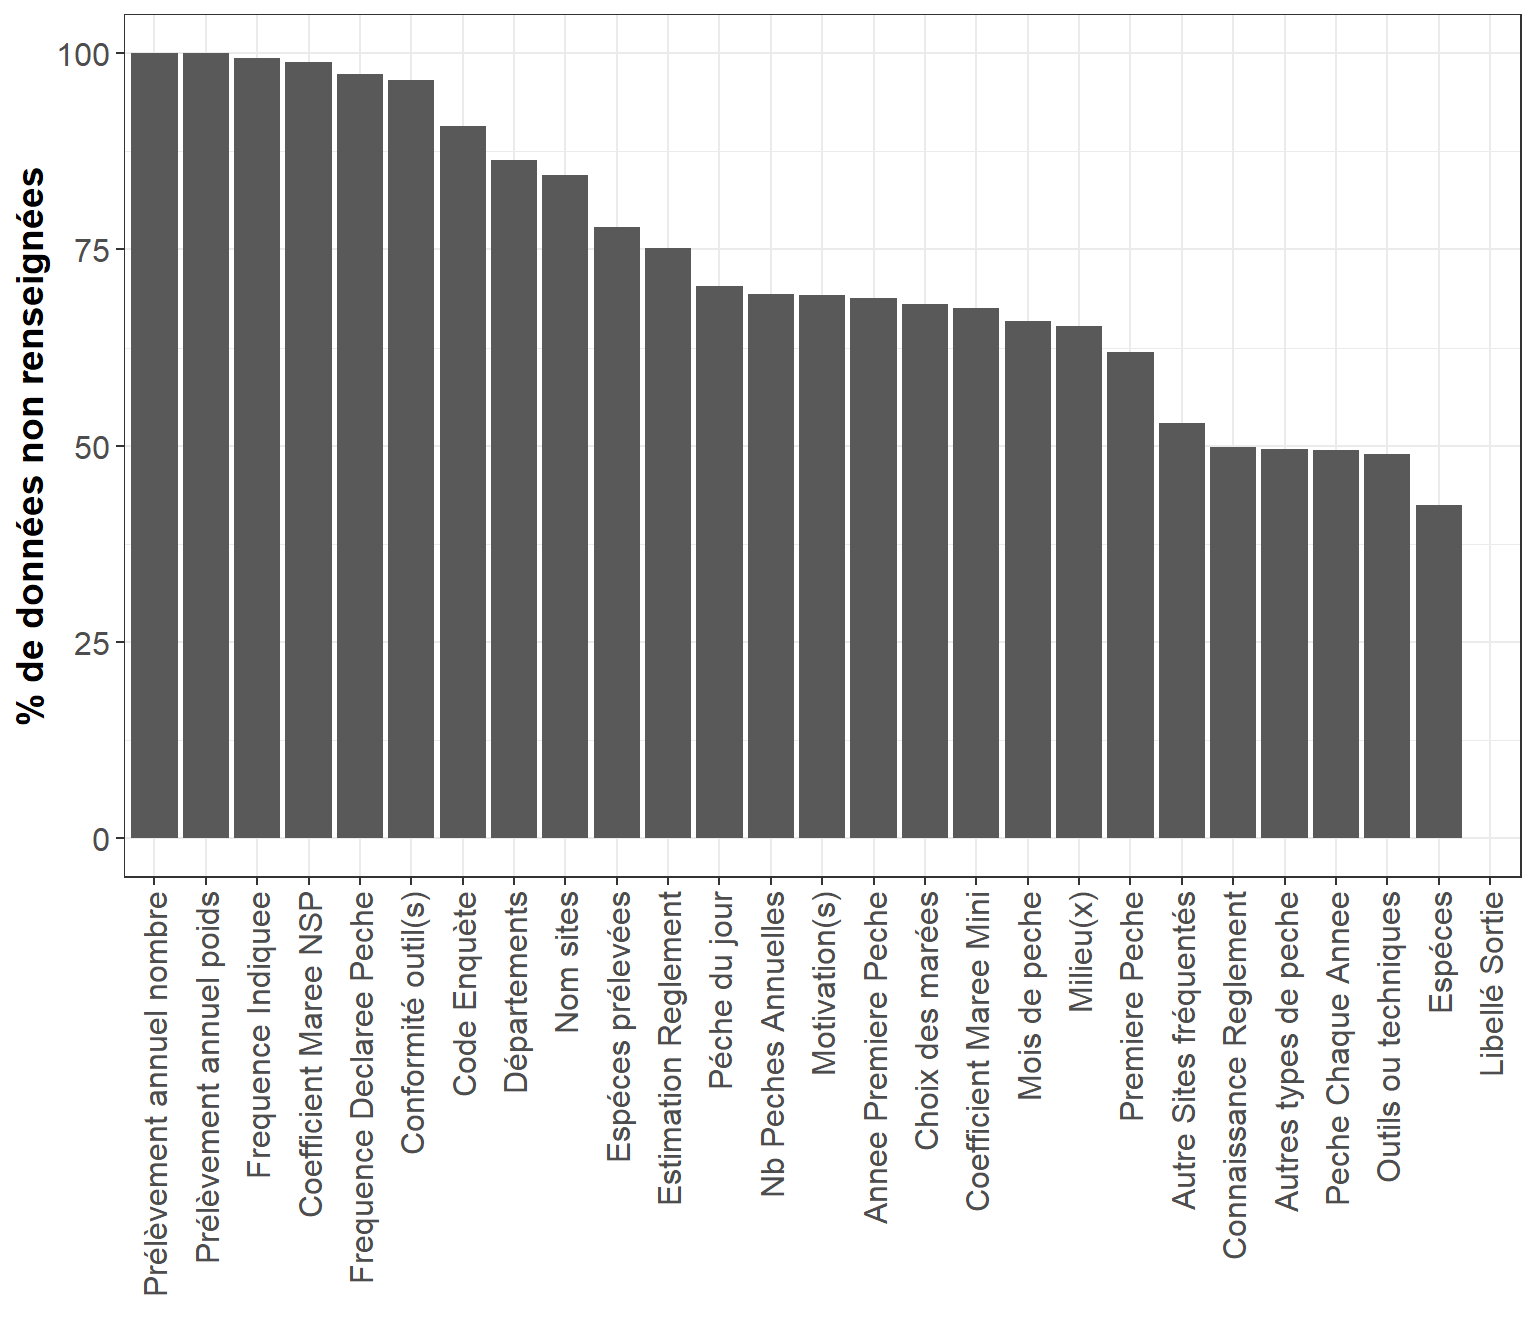 % de données non renseignées
100
75
50
25
0
Prélèvement annuel nombre
Prélèvement annuel poids
Frequence Indiquee
Coefficient Maree NSP
Frequence Declaree Peche
Conformité outil(s)
Code Enquète
Départements
Nom sites
Espéces prélevées
Estimation Reglement
Péche du jour
Nb Peches Annuelles
Motivation(s)
Annee Premiere Peche
Choix des marées
Coefficient Maree Mini
Mois de peche
Milieu(x)
Premiere Peche
Autre Sites fréquentés
Connaissance Reglement
Autres types de peche
Peche Chaque Annee
Outils ou techniques
Espéces
Libellé Sortie